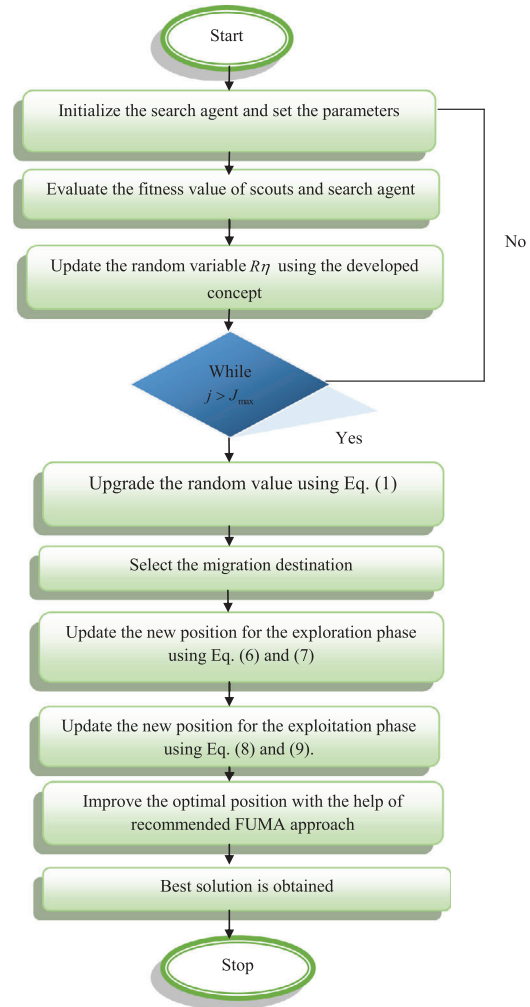 Start
Initialize the search agent and set the parameters
Evaluate the fitness value of scouts and search agent
No
Update the random variable Rη using the developed
concept
While
j > Jmax
Yes
Upgrade the random value using Eq. (1)
Select the migration destination
Update the new position for the exploration phase
using Eq. (6) and (7)
Update the new position for the exploitation phase
using Eq. (8) and (9).
Improve the optimal position with the help of
recommended FUMA approach
Best solution is obtained
Stop